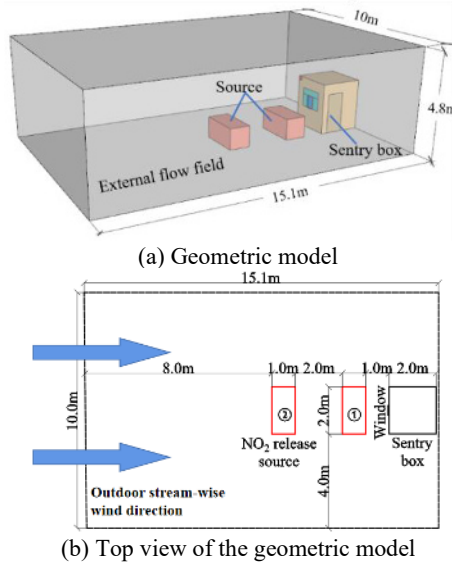 10m
4.8m
Source
Sentry box
External flow field
15.1m
(a) Geometric model
15.1m
8.0m
1.0m 2.0m
1.0m 2.0m
10.0m
②
2.0m
①
Window
NO₂ release
source
Sentry
box
4.0m
Outdoor stream-wise
wind direction
(b) Top view of the geometric model